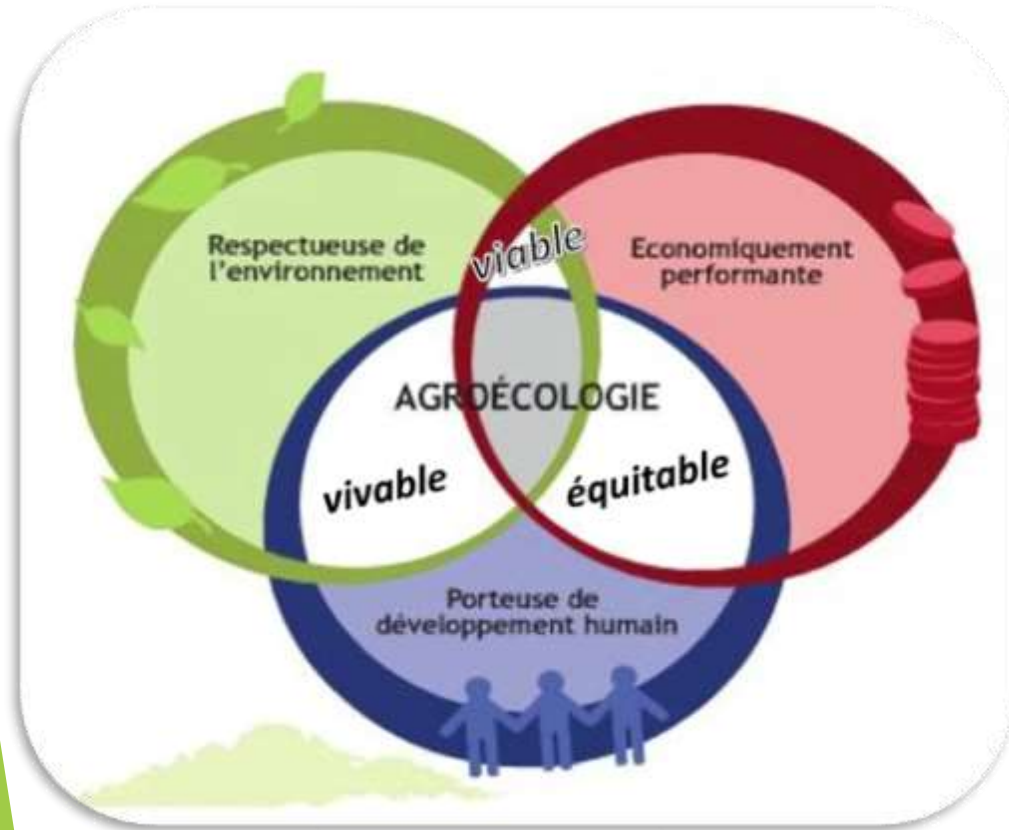 Respectueuse de
l'environnement
viable
Economiquement
performante
AGROÉCOLOGIE
vivable
équitable
Porteuse de
développement humain